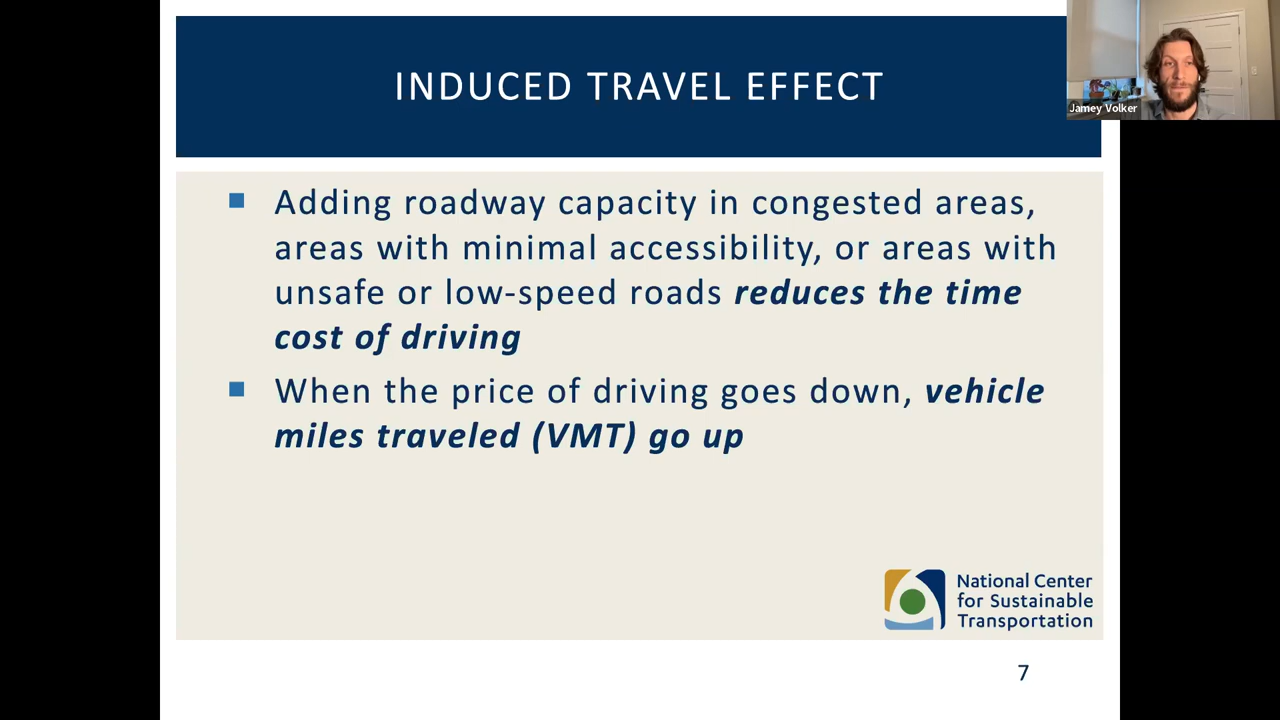 INDUCED TRAVEL EFFECT
Jamey Volker
Adding roadway capacity in congested areas,
areas with minimal accessibility, or areas with
unsafe or low-speed roads reduces the time
cost of driving
When the price of driving goes down, vehicle
miles traveled (VMT) go up
National Center
for Sustainable
Transportation
7